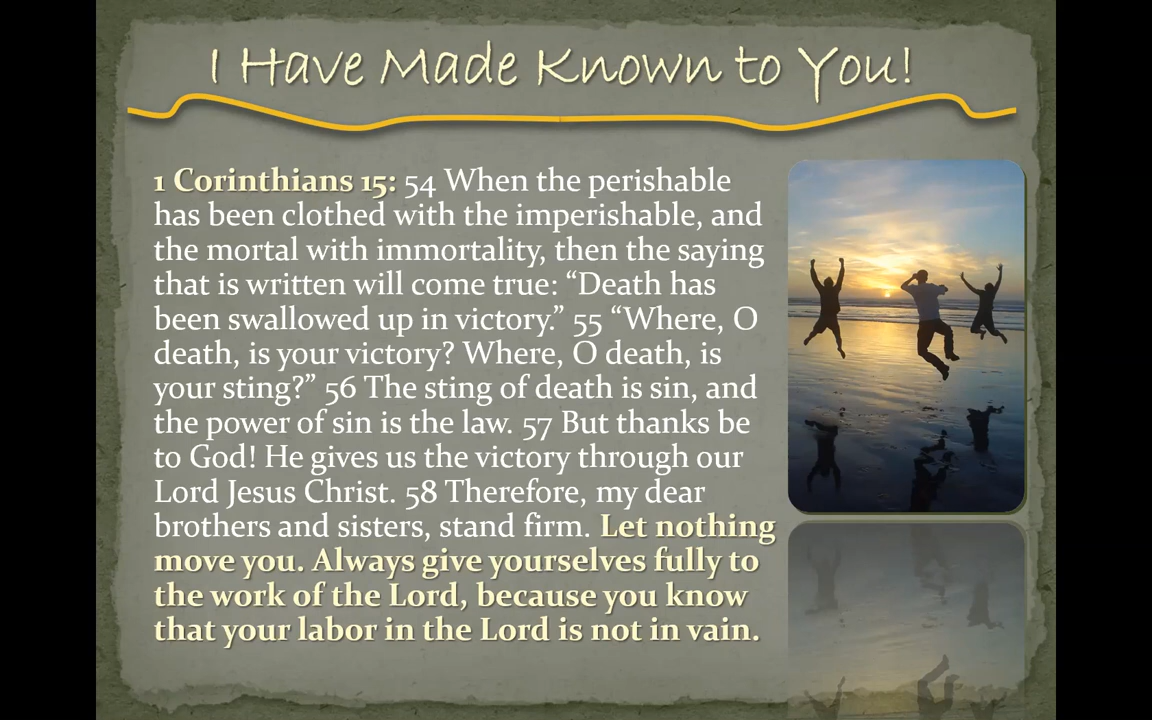 I Have Made Known to You!
1 Corinthians 15: 54 When the perishable
has been clothed with the imperishable, and
the mortal with immortality, then the saying
that is written will come true: “Death has
been swallowed up in victory.” 55 “Where, O
death, is your victory? Where, O death, is
your sting?” 56 The sting of death is sin, and
the power of sin is the law. 57 But thanks be
to God! He gives us the victory through our
Lord Jesus Christ. 58 Therefore, my dear
brothers and sisters, stand firm. Let nothing
move you. Always give yourselves fully to
the work of the Lord, because you know
that your labor in the Lord is not in vain.